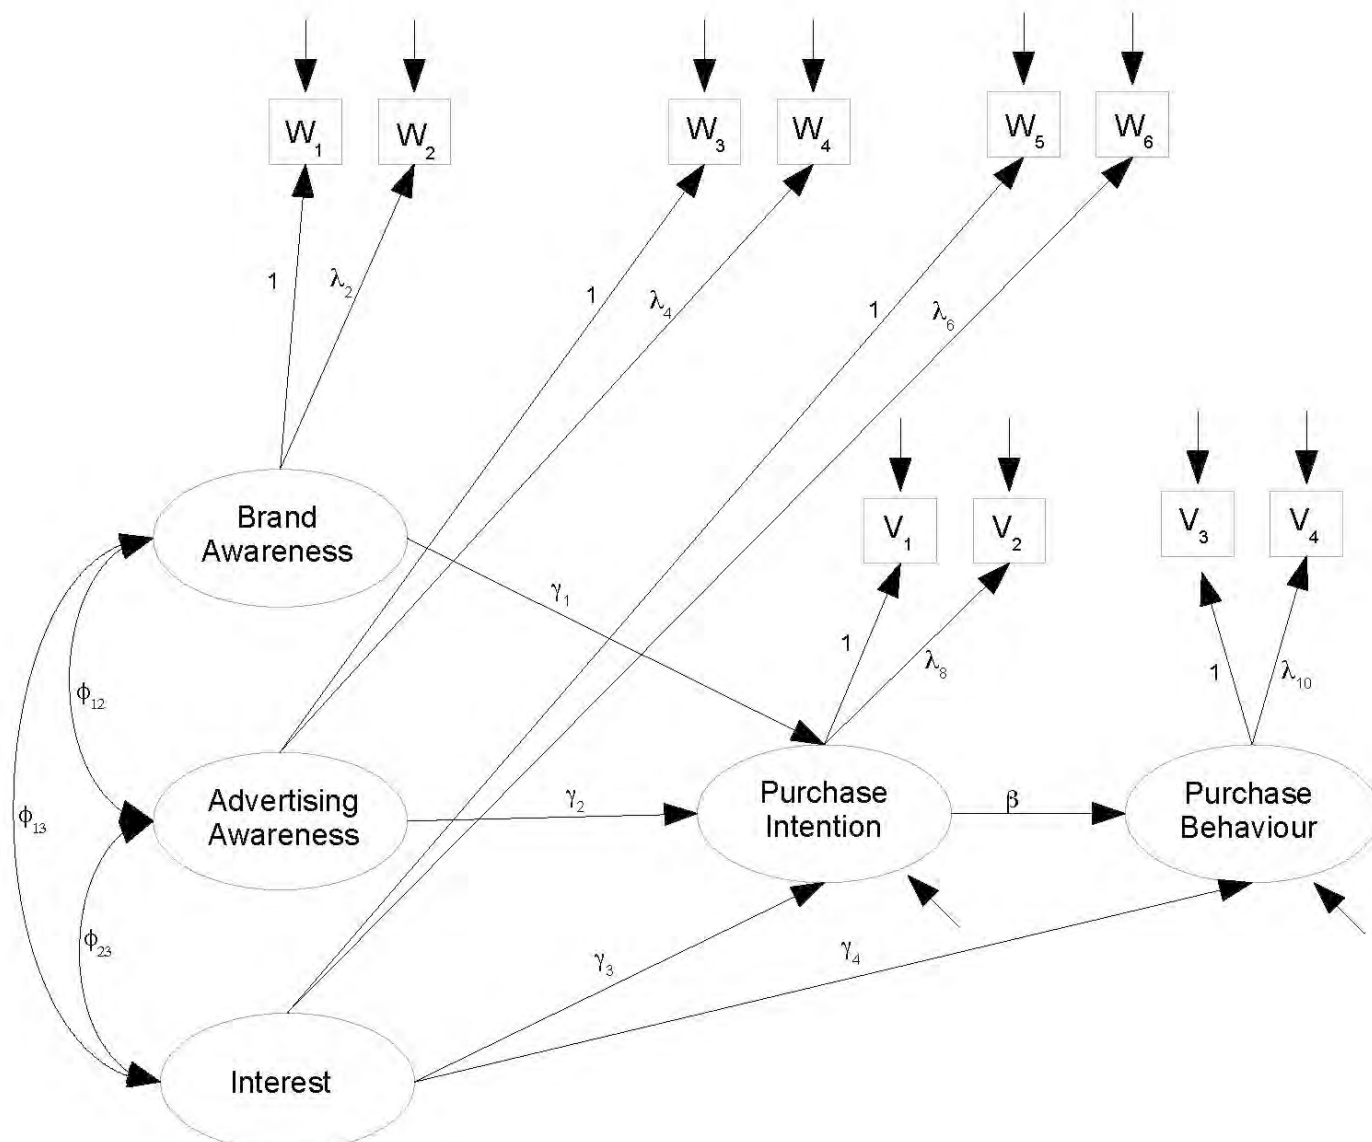 W₁ W₂ W₃ W₄ W₅ W₆
1 λ₂ 1 λ₄ 1 λ₆
Brand
Awareness
V₁ V₂ V₃ V₄
γ₁
1 λ₈ 1 λ₁₀
ϕ₁₂
Advertising
Awareness
γ₂
Purchase
Intention
β
Purchase
Behaviour
ϕ₁₃
ϕ₂₃
γ₃
γ₄
Interest